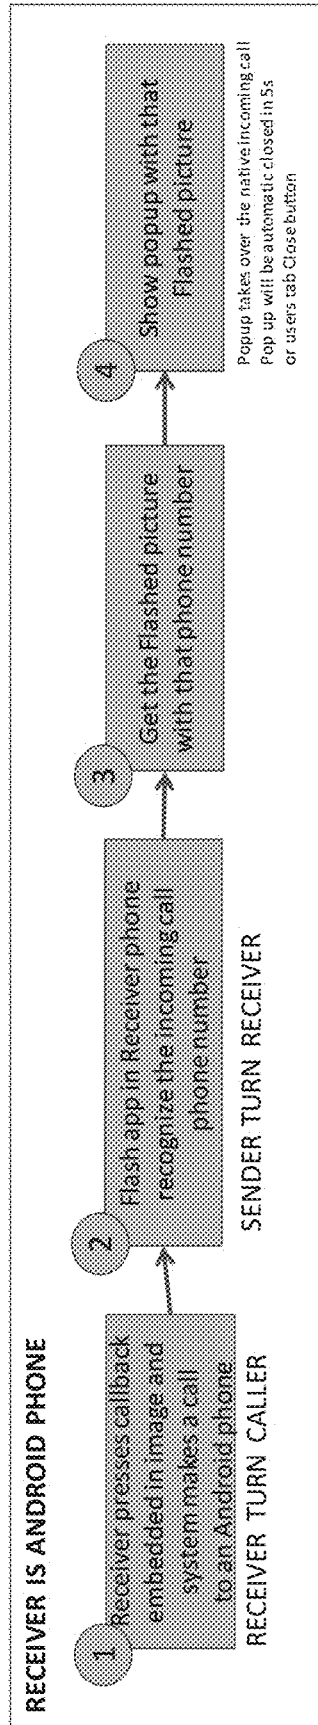 RECEIVER IS ANDROID PHONE
1
Receiver presses callback
embedded in image and
system makes a call
to an Android phone
RECEIVER TURN CALLER
2
Flash app in Receiver phone
recognize the incoming call
phone number
SENDER TURN RECEIVER
3
Get the Flashed picture
with that phone number
4
Show popup with that
Flashed picture
Popup takes over the native incoming call
Pop up will be automatic closed in 5s
or users tab Close button